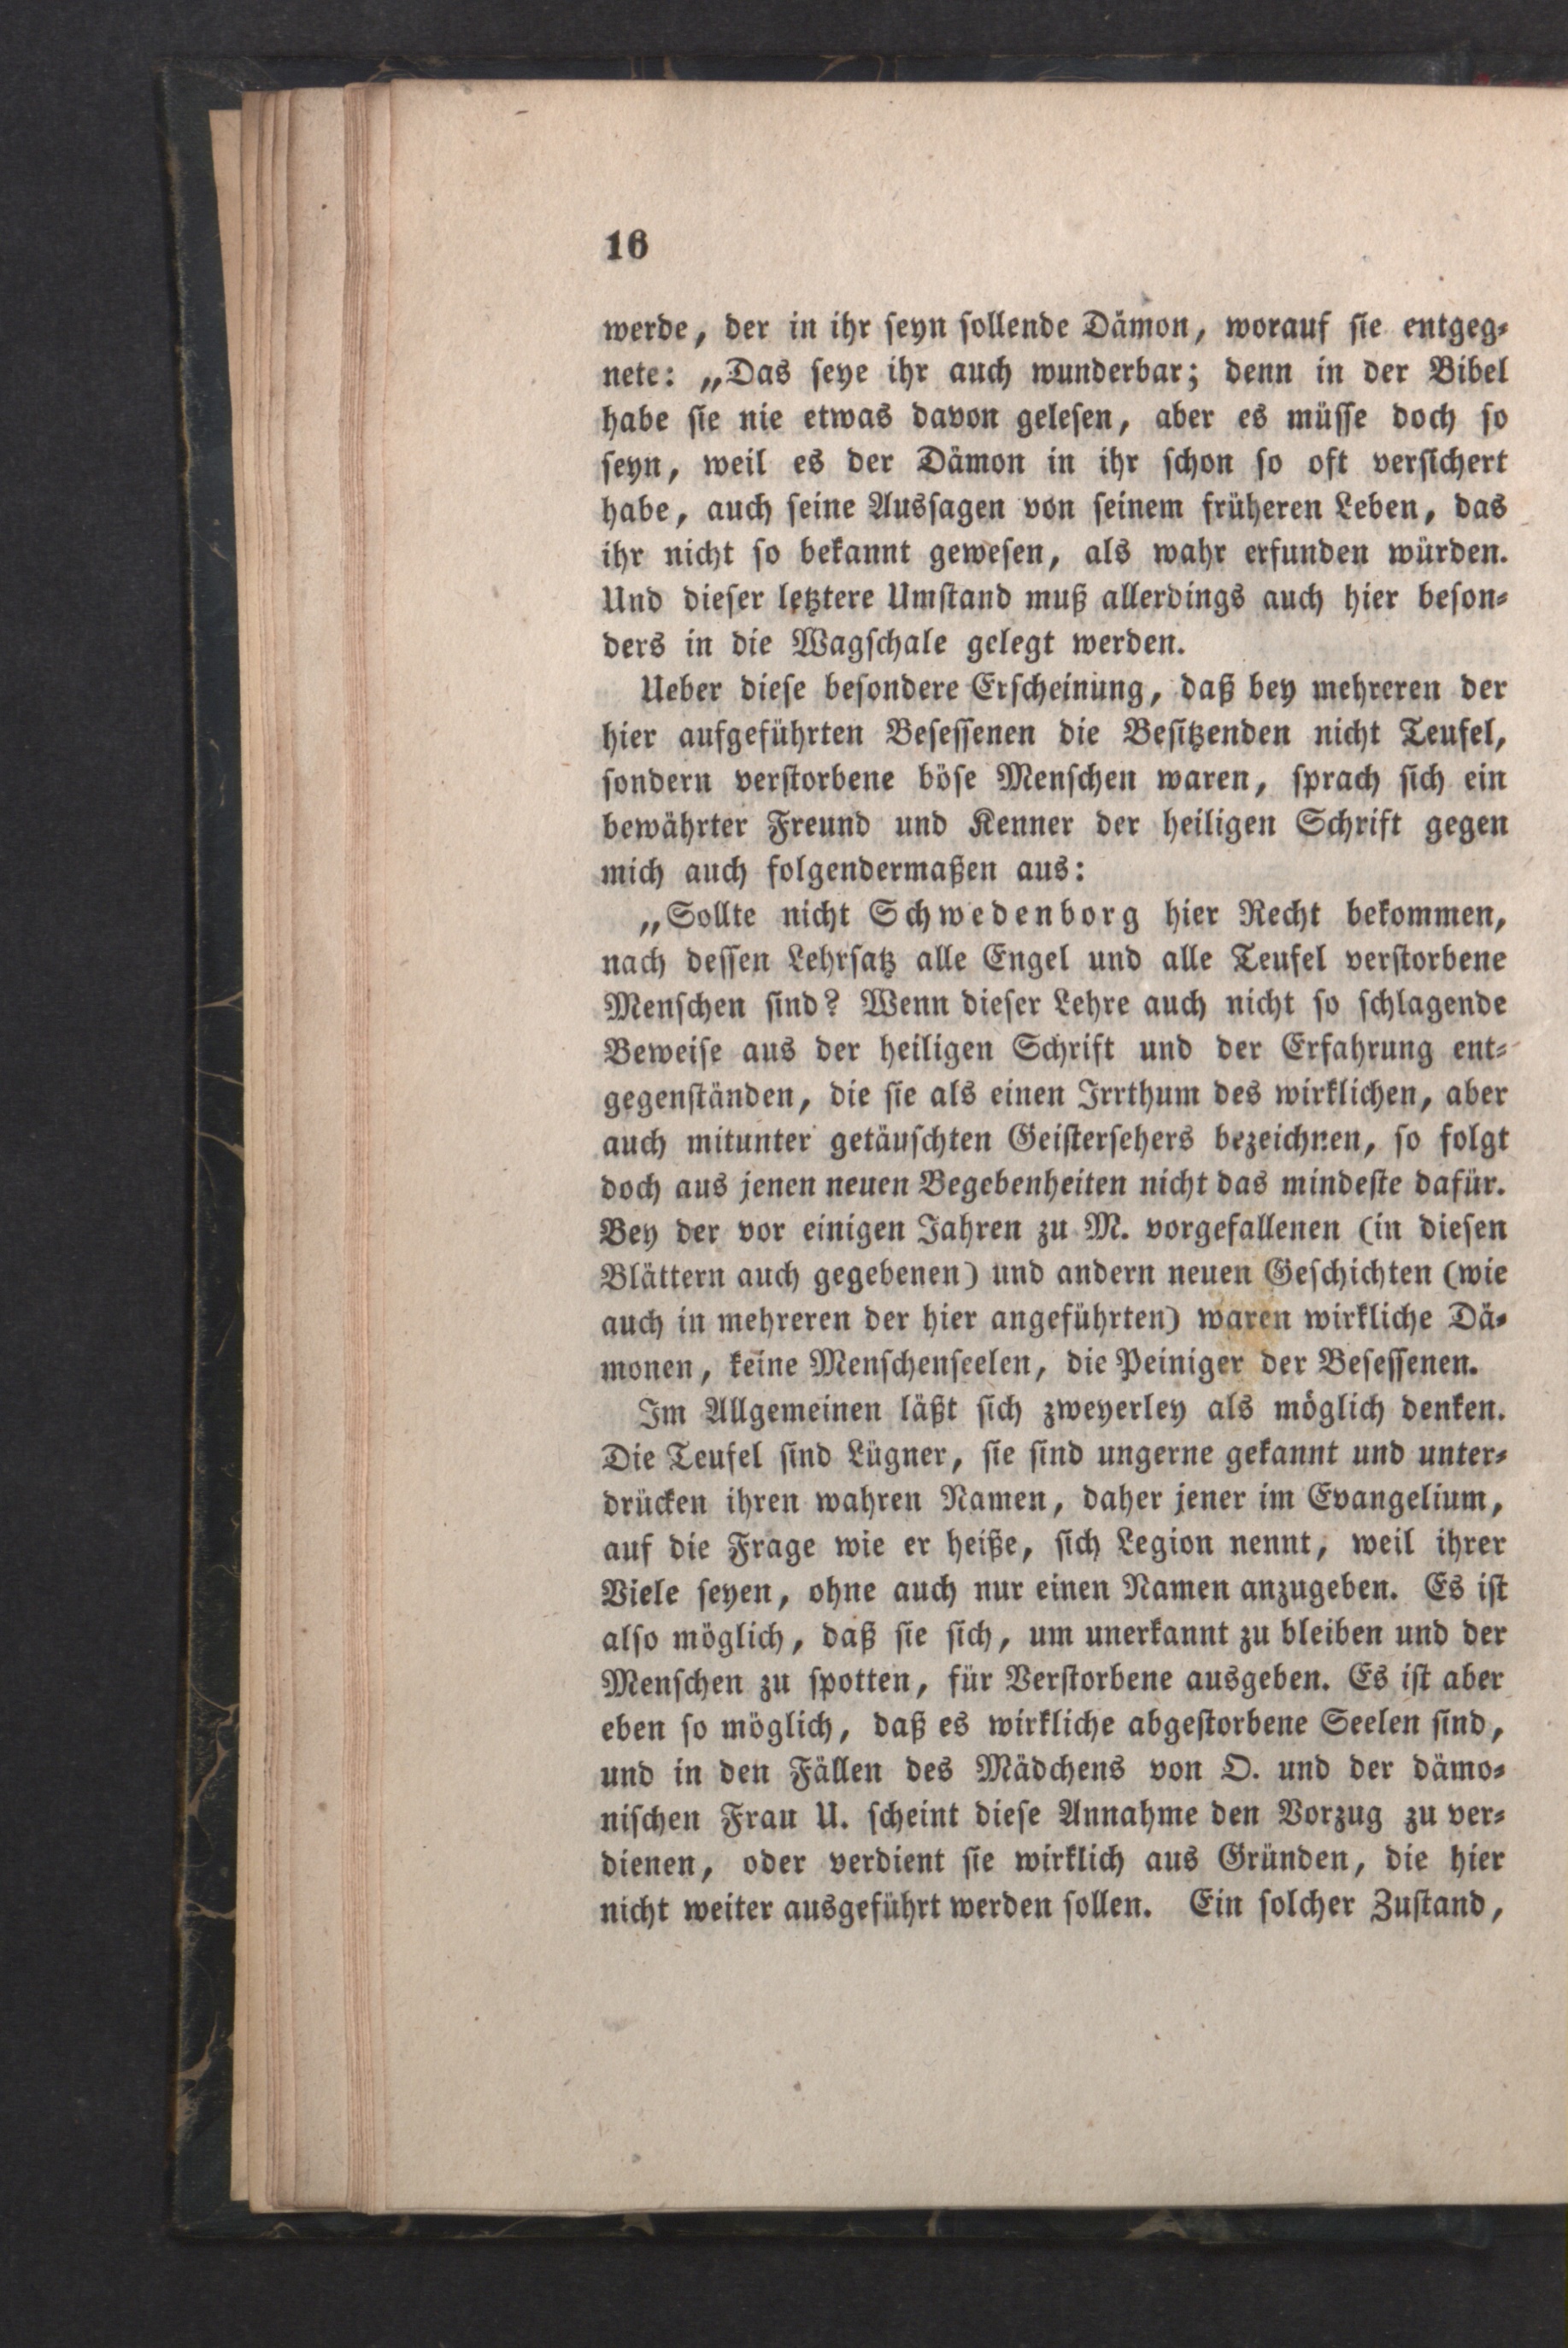 16
werde, der in ihr seyn sollende Dämon, worauf sie entgeg-
nete: „Das seye ihr auch wunderbar; denn in der Bibel
habe sie nie etwas davon gelesen, aber es müsse doch so
seyn, weil es der Dämon in ihr schon so oft versichert
habe, auch seine Aussagen von seinem früheren Leben, das
ihr nicht so bekannt gewesen, als wahr erfunden würden.
Und dieser letztere Umstand muß allerdings auch hier beson-
ders in die Wagschale gelegt werden.
Ueber diese besondere Erscheinung, daß bey mehreren der
hier aufgeführten Besessenen die Besitzenden nicht Teufel,
sondern verstorbene böse Menschen waren, sprach sich ein
bewährter Freund und Kenner der heiligen Schrift gegen
mich auch folgendermaßen aus:
„Sollte nicht Schwedenborg hier Recht bekommen,
nach dessen Lehrsatz alle Engel und alle Teufel verstorbene
Menschen sind? Wenn dieser Lehre auch nicht so schlagende
Beweise aus der heiligen Schrift und der Erfahrung ent-
gegenständen, die sie als einen Irrthum des wirklichen, aber
auch mitunter getäuschten Geistersehers bezeichnen, so folgt
doch aus jenen neuen Begebenheiten nicht das mindeste dafür.
Bey der vor einigen Jahren zu M. vorgefallenen (in diesen
Blättern auch gegebenen) und andern neuen Geschichten (wie
auch in mehreren der hier angeführten) waren wirkliche Dä-
monen, keine Menschenseelen, die Peiniger der Besessenen.
Im Allgemeinen läßt sich zweyerley als möglich denken.
Die Teufel sind Lügner, sie sind ungerne gekannt und unter-
drücken ihren wahren Namen, daher jener im Evangelium,
auf die Frage wie er heiße, sich Legion nennt, weil ihrer
Viele seyen, ohne auch nur einen Namen anzugeben. Es ist
also möglich, daß sie sich, um unerkannt zu bleiben und der
Menschen zu spotten, für Verstorbene ausgeben. Es ist aber
eben so möglich, daß es wirkliche abgestorbene Seelen sind,
und in den Fällen des Mädchens von O. und der dämo-
nischen Frau U. scheint diese Annahme den Vorzug zu ver-
dienen, oder verdient sie wirklich aus Gründen, die hier
nicht weiter ausgeführt werden sollen. Ein solcher Zustand,